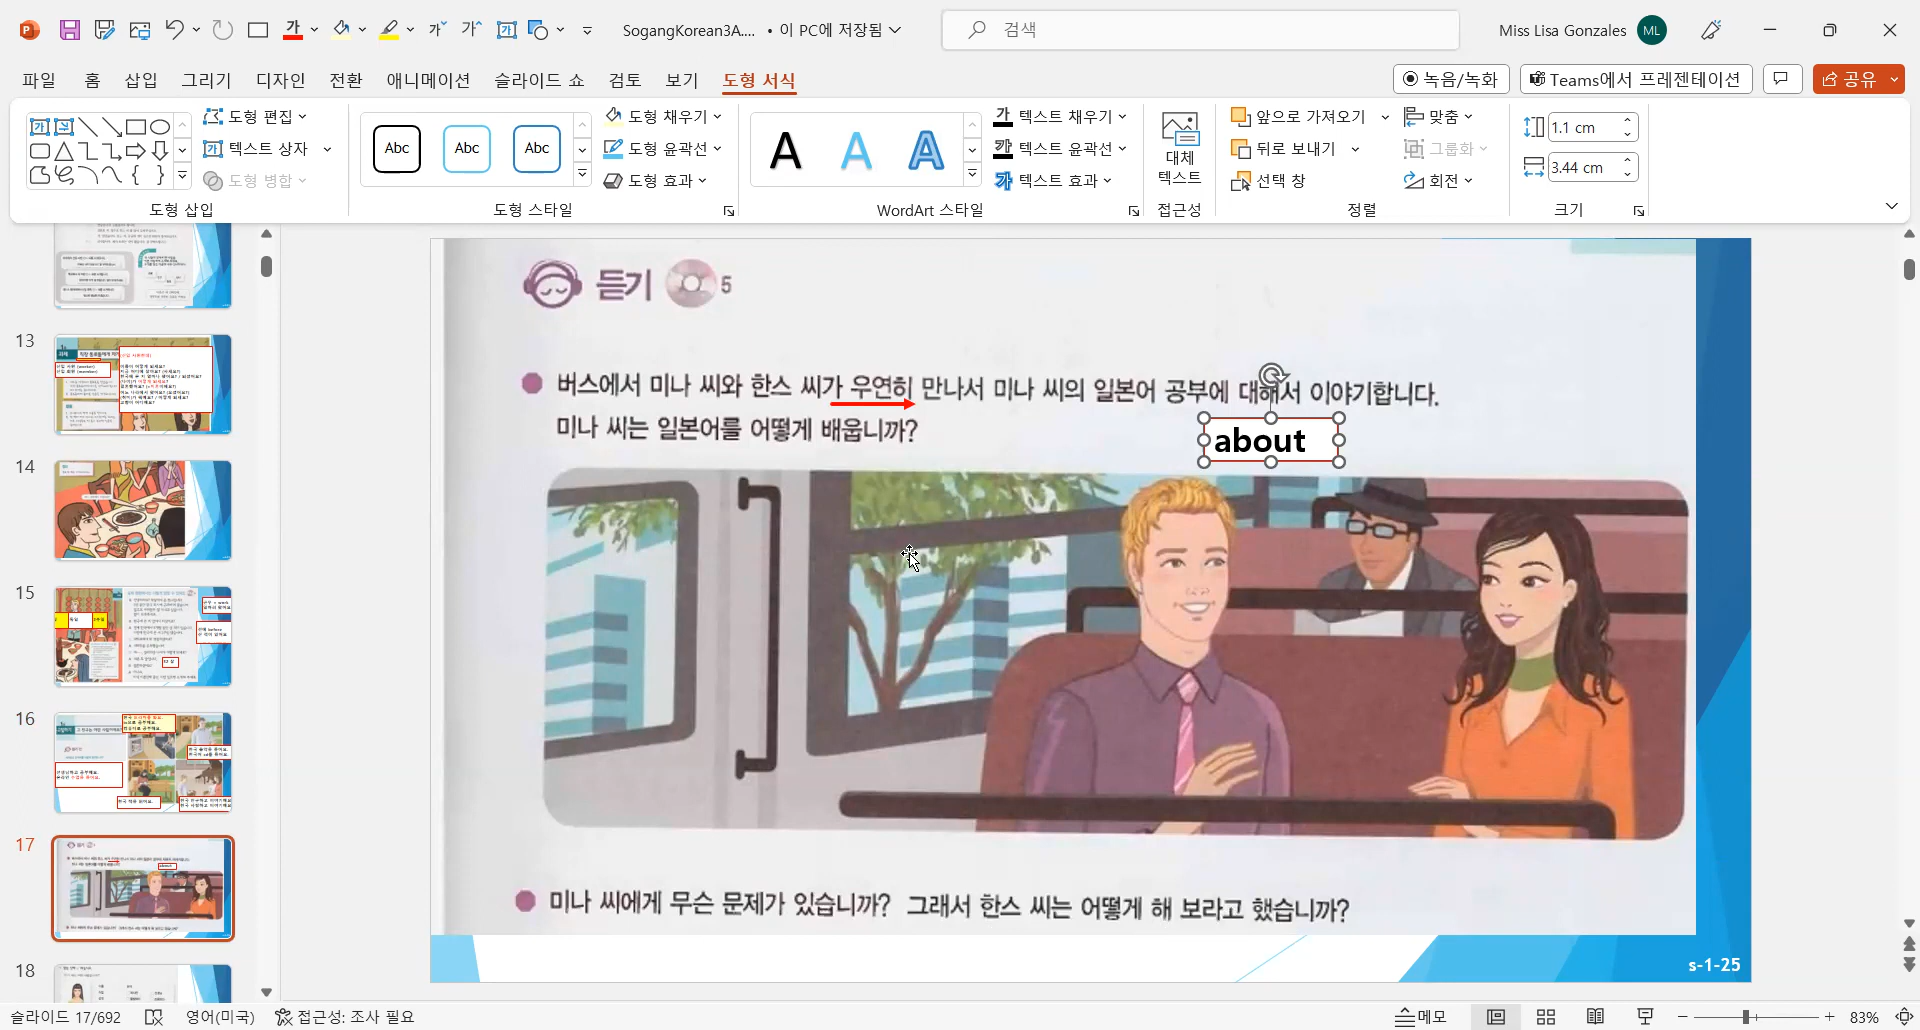 SogangKorean3A.... • 이 PC에 저장됨
검색
Miss Lisa Gonzales
ML
파일 홈 삽입 그리기 디자인 전환 애니메이션 슬라이드 쇼 검토 보기 도형 서식
녹음/녹화
Teams에서 프레젠테이션
공유
도형 편집
텍스트 상자
도형 병합
도형 삽입
Abc Abc Abc
도형 채우기
도형 윤곽선
도형 효과
도형 스타일
A A A
텍스트 채우기
텍스트 윤곽선
텍스트 효과
WordArt 스타일
대체
텍스트
접근성
앞으로 가져오기
뒤로 보내기
선택 창
맞춤
그룹화
회전
정렬
1.1 cm
3.44 cm
크기
13
14
15
16
17
18
듣기 5
버스에서 미나 씨와 한스 씨가 우연히 만나서 미나 씨의 일본어 공부에 대해서 이야기합니다.
미나 씨는 일본어를 어떻게 배웁니까?
about
미나 씨에게 무슨 문제가 있습니까? 그래서 한스 씨는 어떻게 해 보라고 했습니까?
s-1-25
슬라이드 17/692
영어(미국)
접근성: 조사 필요
메모
83%